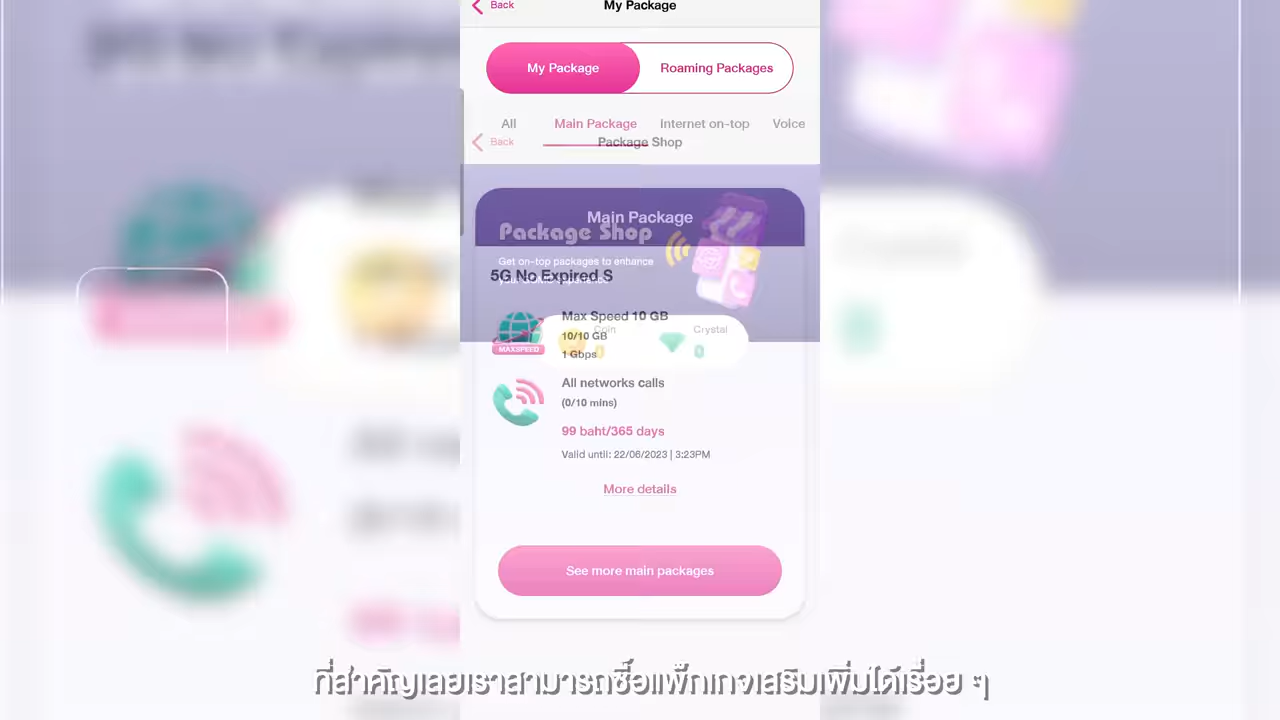 Back
My Package
My Package
Roaming Packages
All
Main Package
Internet on-top
Voice
Back
Package Shop
Main Package
Package Shop
Get on-top packages to enhance
5G No Expired S
Max Speed 10 GB
Coin
Crystal
10/10 GB
0
0
MAXSPEED
1 Gbps
All networks calls
(0/10 mins)
99 baht/365 days
Valid until: 22/06/2023 | 3:23PM
More details
See more main packages
ที่สำคัญเลยเราสามารถซื้อแพ็กเกจเสริมเพิ่มได้เรื่อย ๆ